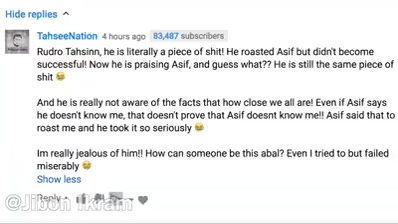 Hide replies
TahseeNation 4 hours ago 83,487 subscribers
Rudro Tahsinn, he is literally a piece of shit! He roasted Asif but didn't become
successful! Now he is praising Asif, and guess what?? He is still the same piece of
shit 😂
And he is really not aware of the facts that how close we all are! Even if Asif says
he doesn't know me, that doesn't prove that Asif doesnt know me!! Asif said that to
roast me and he took it so seriously 😂
Im really jealous of him!! How can someone be this abal? Even I tried to but failed
miserably 😂
Show less
Reply
@Jibon Ikram